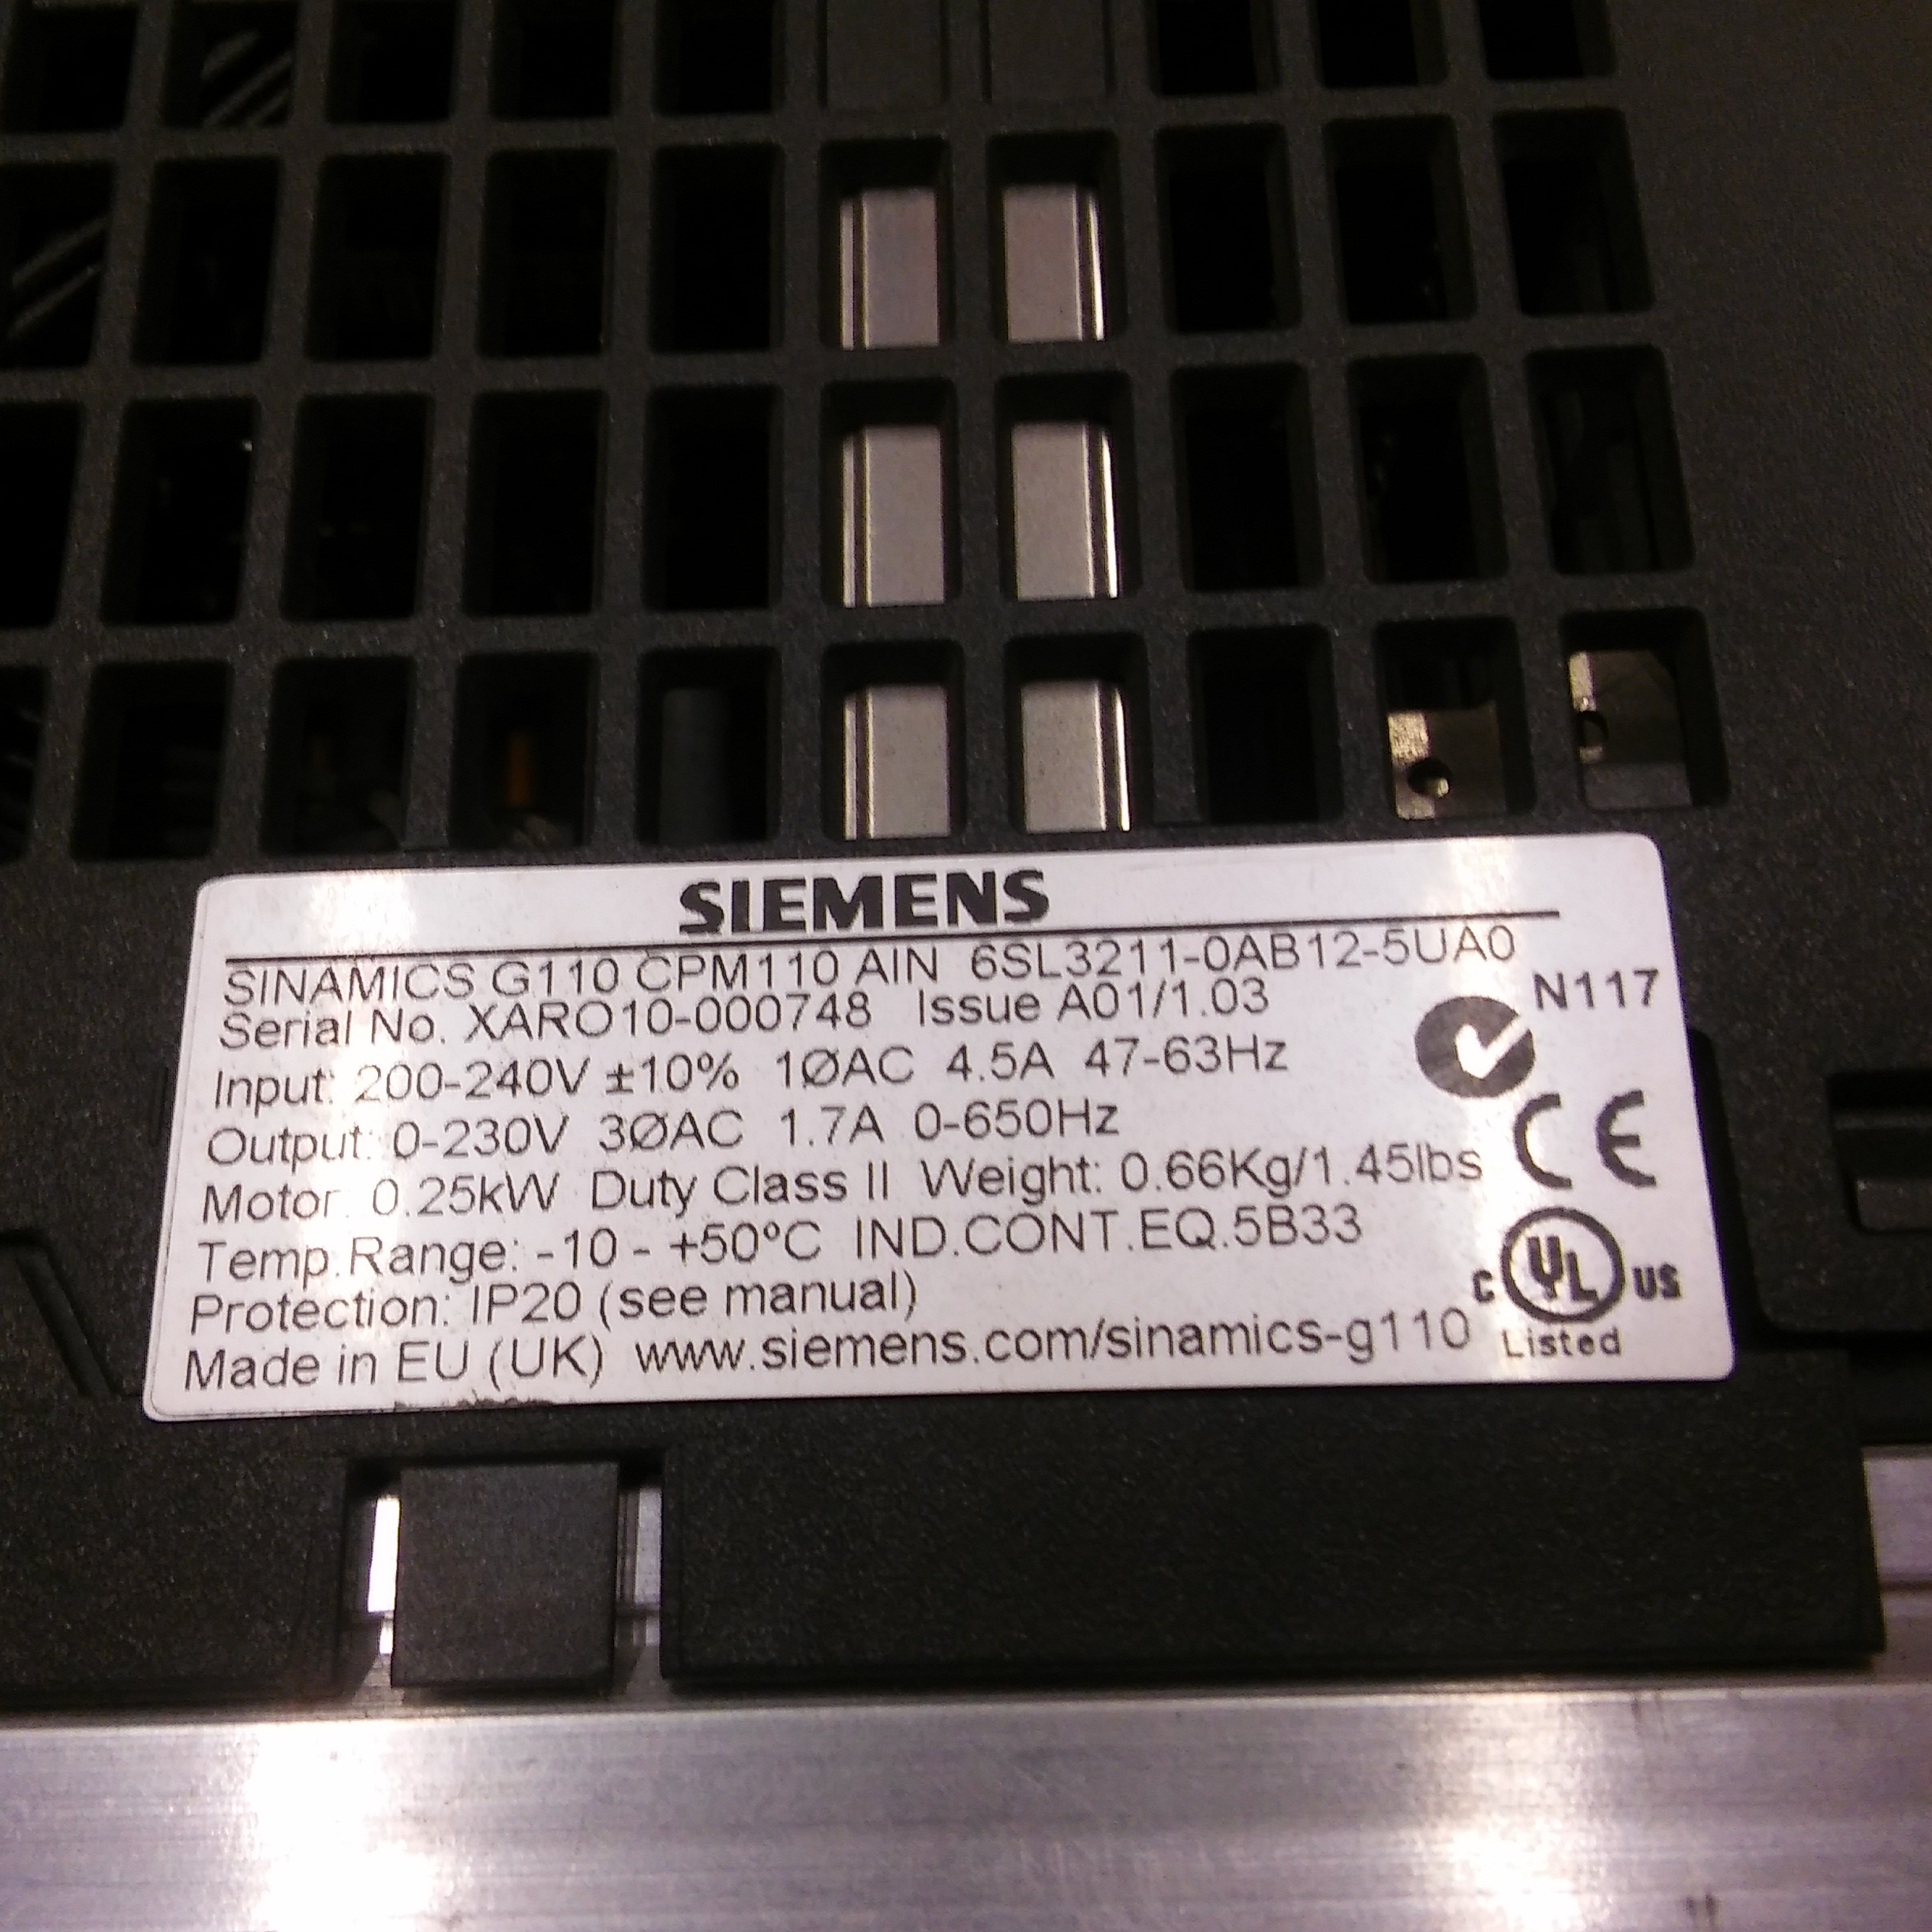 SIEMENS
SINAMICS G110 CPM110 AIN 6SL3211-0AB12-5UA0
Serial No. XARO10-000748 Issue A01/1.03
N117
Input: 200-240V ±10% 1ØAC 4.5A 47-63Hz
Output: 0-230V 3ØAC 1.7A 0-650Hz
Motor: 0.25kW Duty Class II Weight: 0.66Kg/1.45lbs
CE
Temp.Range: -10 - +50°C IND.CONT.EQ.5B33
Protection: IP20 (see manual)
C UL US
Made in EU (UK) www.siemens.com/sinamics-g110
Listed